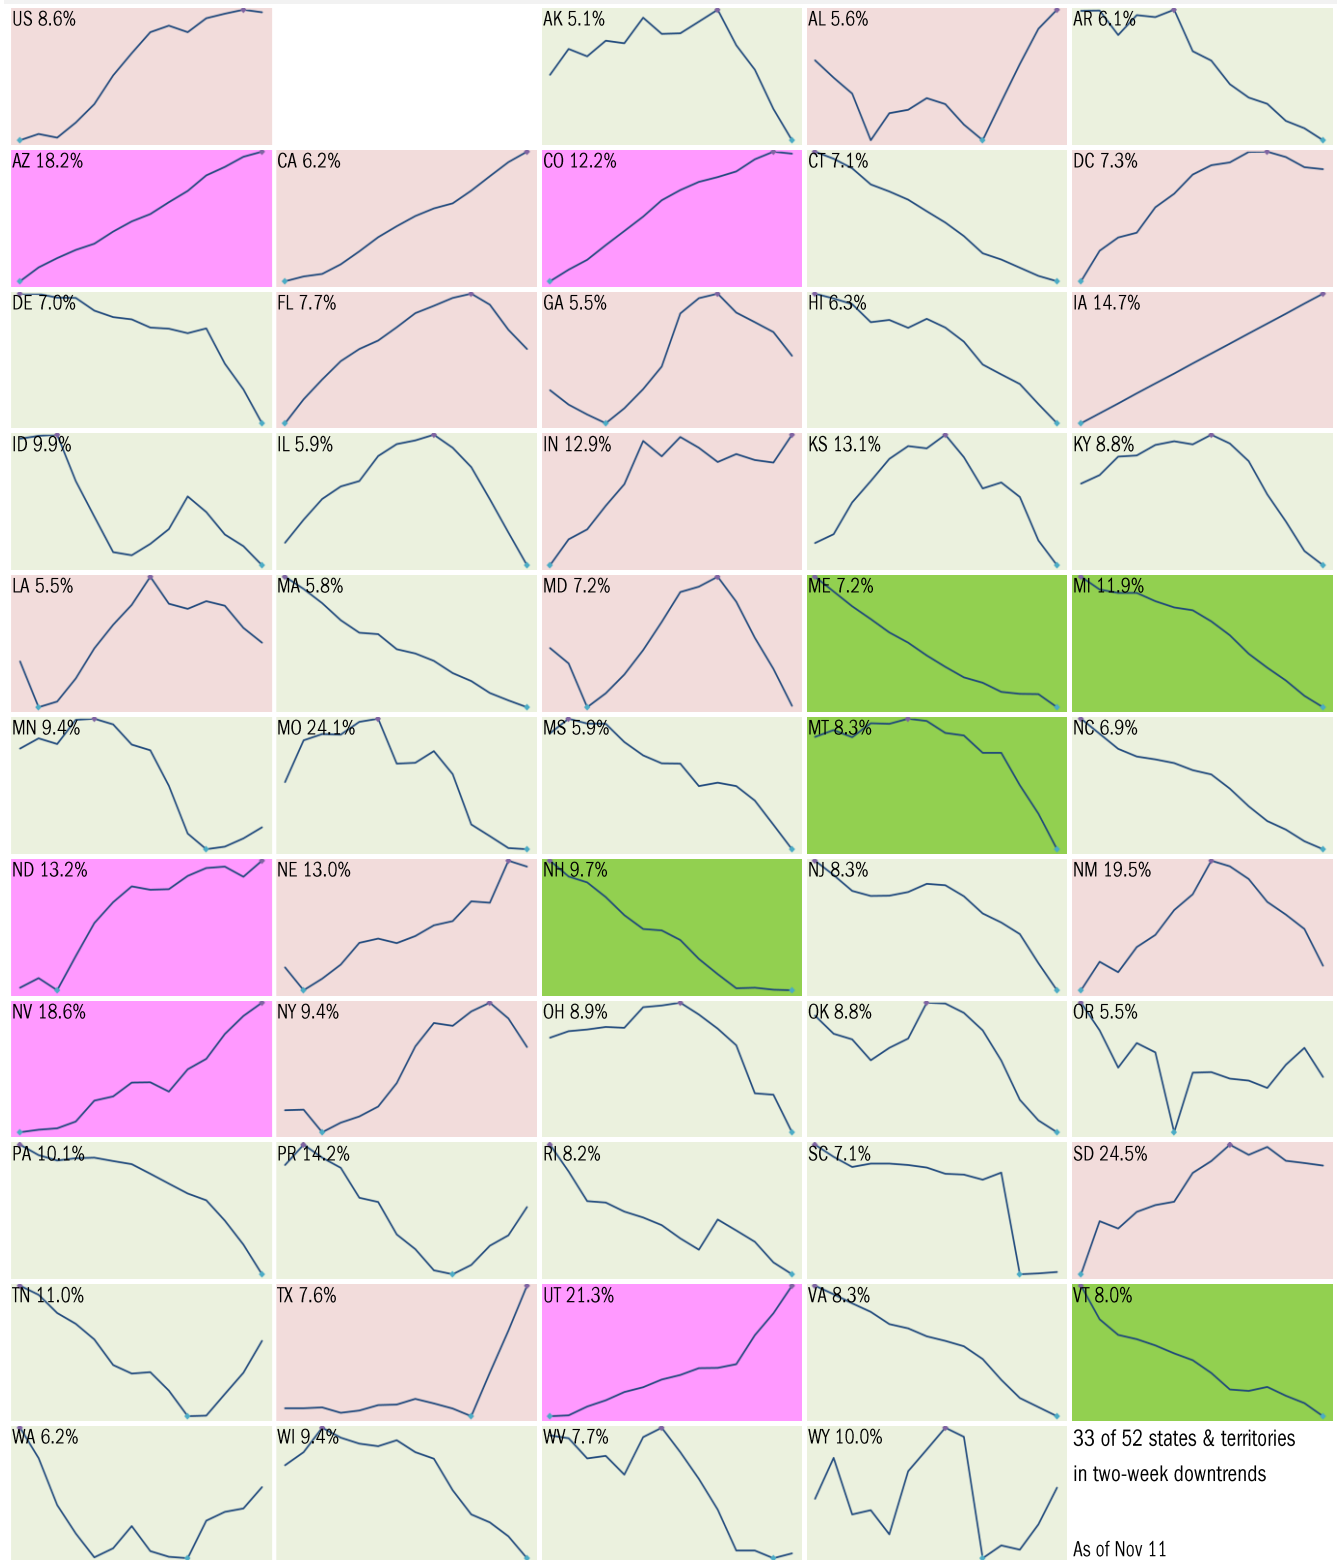 US 8.6%
AK 5.1%
AL 5.6%
AR 6.1%
AZ 18.2%
CA 6.2%
CO 12.2%
CT 7.1%
DC 7.3%
DE 7.0%
FL 7.7%
GA 5.5%
HI 6.3%
IA 14.7%
ID 9.9%
IL 5.9%
IN 12.9%
KS 13.1%
KY 8.8%
LA 5.5%
MA 5.8%
MD 7.2%
ME 7.2%
MI 11.9%
MN 9.4%
MO 24.1%
MS 5.9%
MT 8.3%
NC 6.9%
ND 13.2%
NE 13.0%
NH 9.7%
NJ 8.3%
NM 19.5%
NV 18.6%
NY 9.4%
OH 8.9%
OK 8.8%
OR 5.5%
PA 10.1%
PR 14.2%
RI 8.2%
SC 7.1%
SD 24.5%
TN 11.0%
TX 7.6%
UT 21.3%
VA 8.3%
VT 8.0%
WA 6.2%
WI 9.4%
WV 7.7%
WY 10.0%
33 of 52 states & territories
in two-week downtrends
As of Nov 11